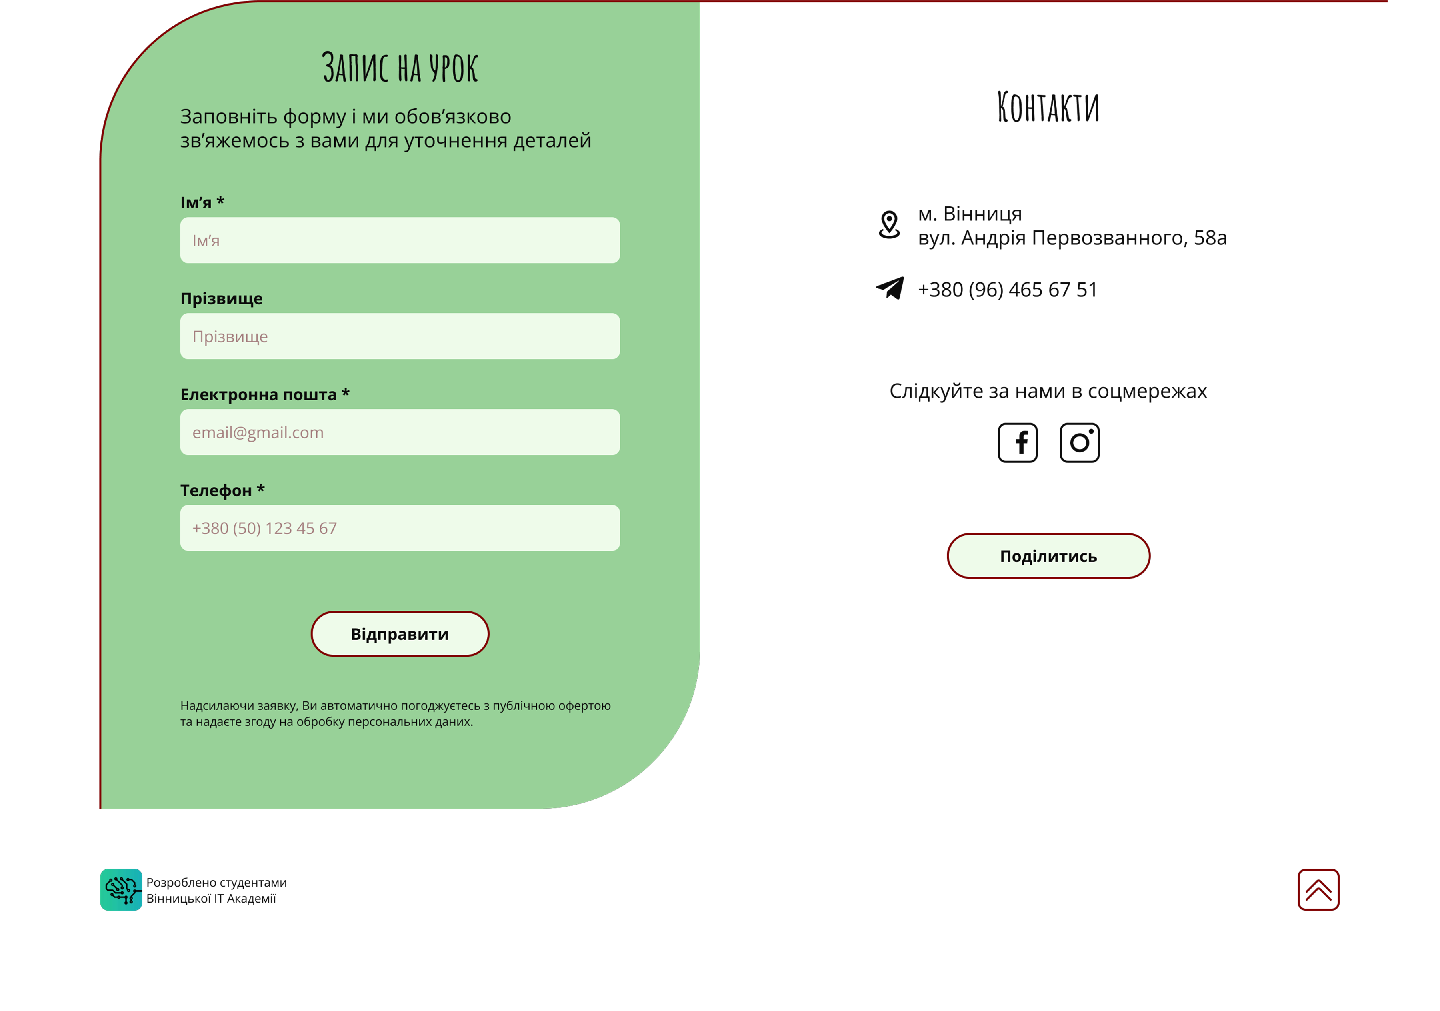 Запис на урок
Заповніть форму і ми обов’язково
зв’яжемось з вами для уточнення деталей
Ім’я *
Ім’я
Прізвище
Прізвище
Електронна пошта *
email@gmail.com
Телефон *
+380 (50) 123 45 67
Відправити
Надсилаючи заявку, Ви автоматично погоджуєтесь з публічною офертою
та надаєте згоду на обробку персональних даних.
Контакти
м. Вінниця
вул. Андрія Первозванного, 58а
+380 (96) 465 67 51
Слідкуйте за нами в соцмережах
Поділитись
Розроблено студентами
Вінницької ІТ Академії